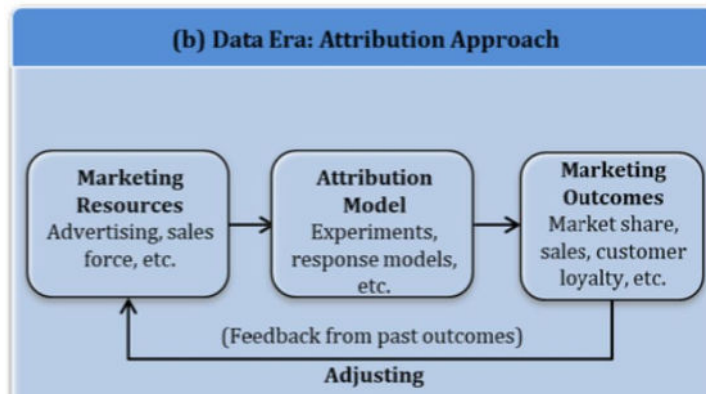 (b) Data Era: Attribution Approach
Marketing
Resources
Advertising, sales
force, etc.
Attribution
Model
Experiments,
response models,
etc.
Marketing
Outcomes
Market share,
sales, customer
loyalty, etc.
(Feedback from past outcomes)
Adjusting